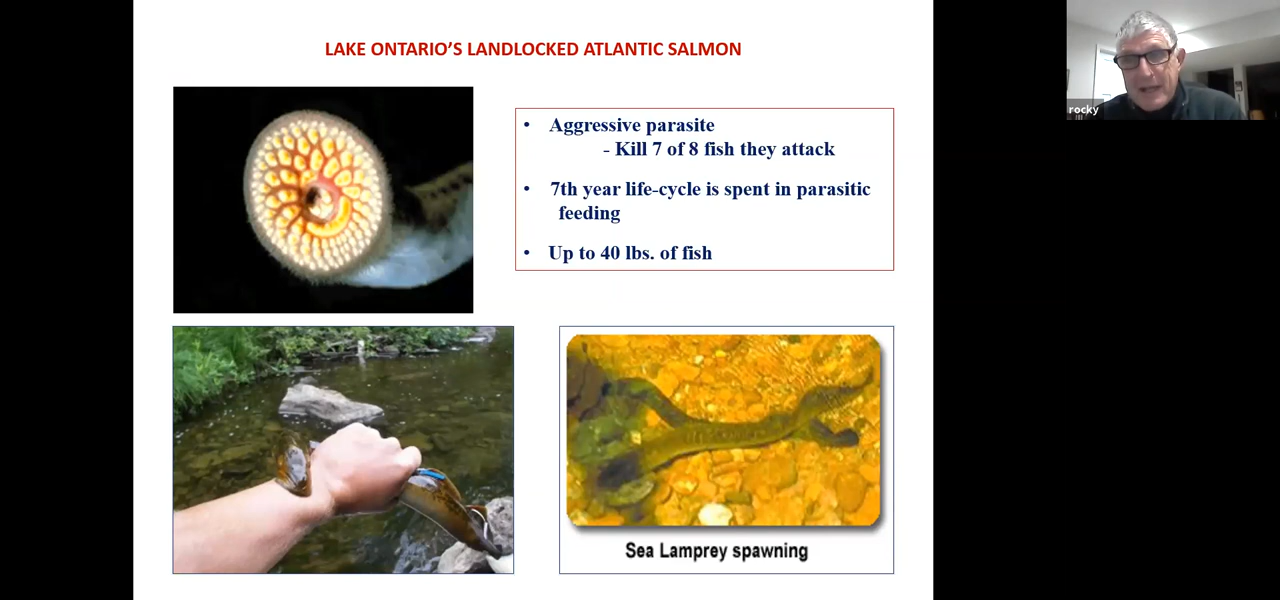 LAKE ONTARIO'S LANDLOCKED ATLANTIC SALMON
• Aggressive parasite
- Kill 7 of 8 fish they attack
• 7th year life-cycle is spent in parasitic
feeding
• Up to 40 lbs. of fish
Sea Lamprey spawning
rocky